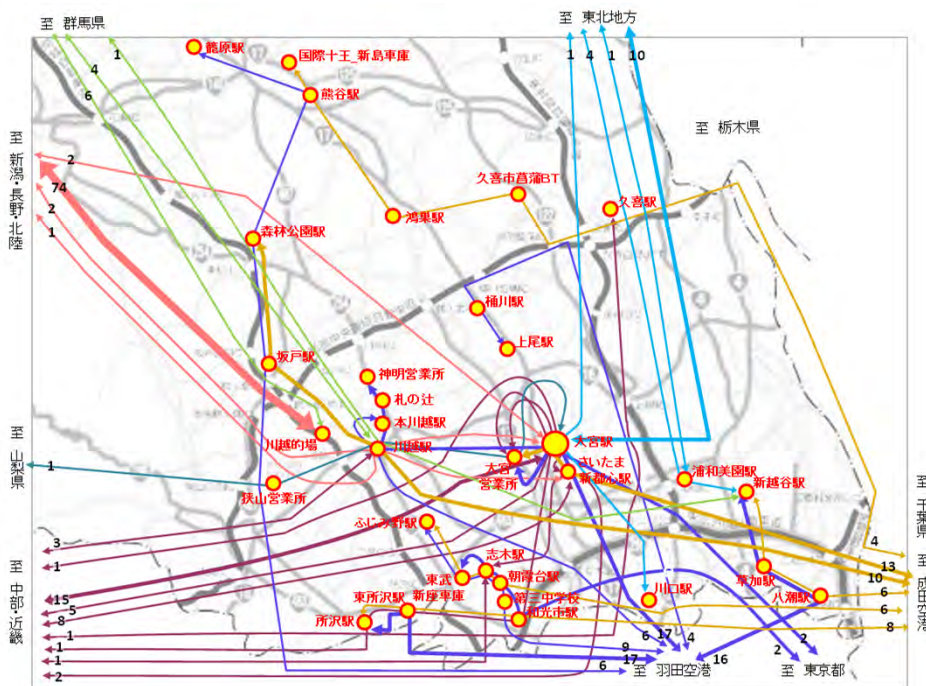 至 群馬県
至 東北地方
籠原駅
国際十王_新島車庫
熊谷駅
1
4
6
1
4
1
10
至 栃木県
至 新潟・長野・北陸
2
74
2
1
久喜市菖蒲BT
久喜駅
鴻巣駅
森林公園駅
桶川駅
上尾駅
坂戸駅
神明営業所
札の辻
本川越駅
川越的場
川越駅
大宮駅
大宮
営業所
さいたま
新都心駅
浦和美園駅
新越谷駅
至 山梨県
1
狭山営業所
至 千葉県
ふじみ野駅
志木駅
3
1
4
至 中部・近畿
東武
新座車庫
朝霞台駅
第三中学校
和光市駅
草加駅
八潮駅
川口駅
13
10
至 成田空港
15
5
8
東所沢駅
所沢駅
6
6
8
1
1
2
9
6
17
4
2
2
6
17
16
至 羽田空港
至 東京都